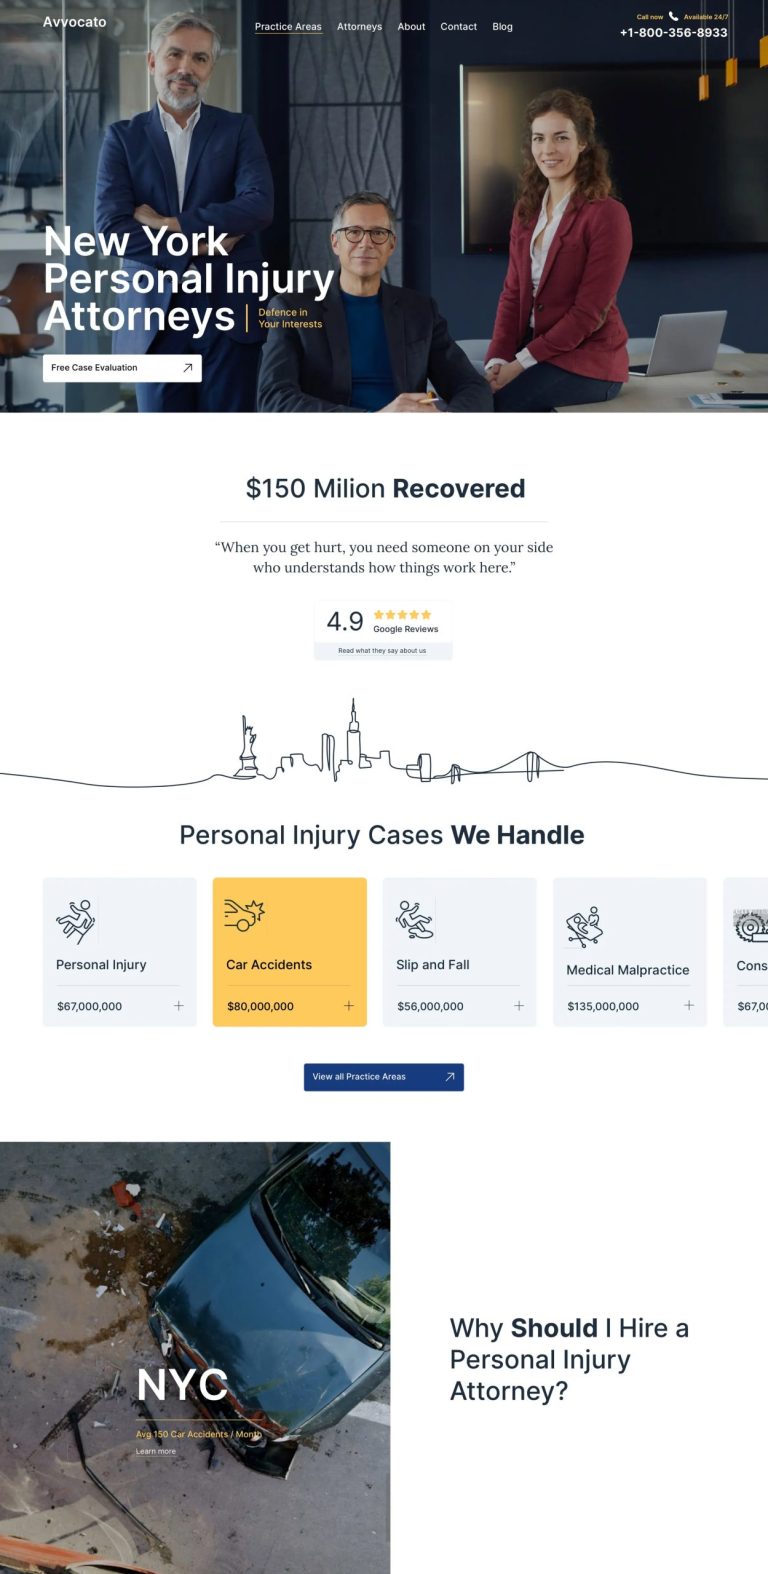 Avvocato
Practice Areas
Attorneys
About
Contact
Blog
Call now
Available 24/7
+1-800-356-8933
New York
Personal Injury
Attorneys
Defence in
Your Interests
Free Case Evaluation
$150 Milion Recovered
“When you get hurt, you need someone on your side
who understands how things work here.”
4.9
Google Reviews
Read what they say about us
Personal Injury Cases We Handle
Personal Injury
$67,000,000
Car Accidents
$80,000,000
Slip and Fall
$56,000,000
Medical Malpractice
$135,000,000
Cons
$67,00
View all Practice Areas
NYC
Avg 150 Car Accidents / Month
Learn more
Why Should I Hire a
Personal Injury
Attorney?